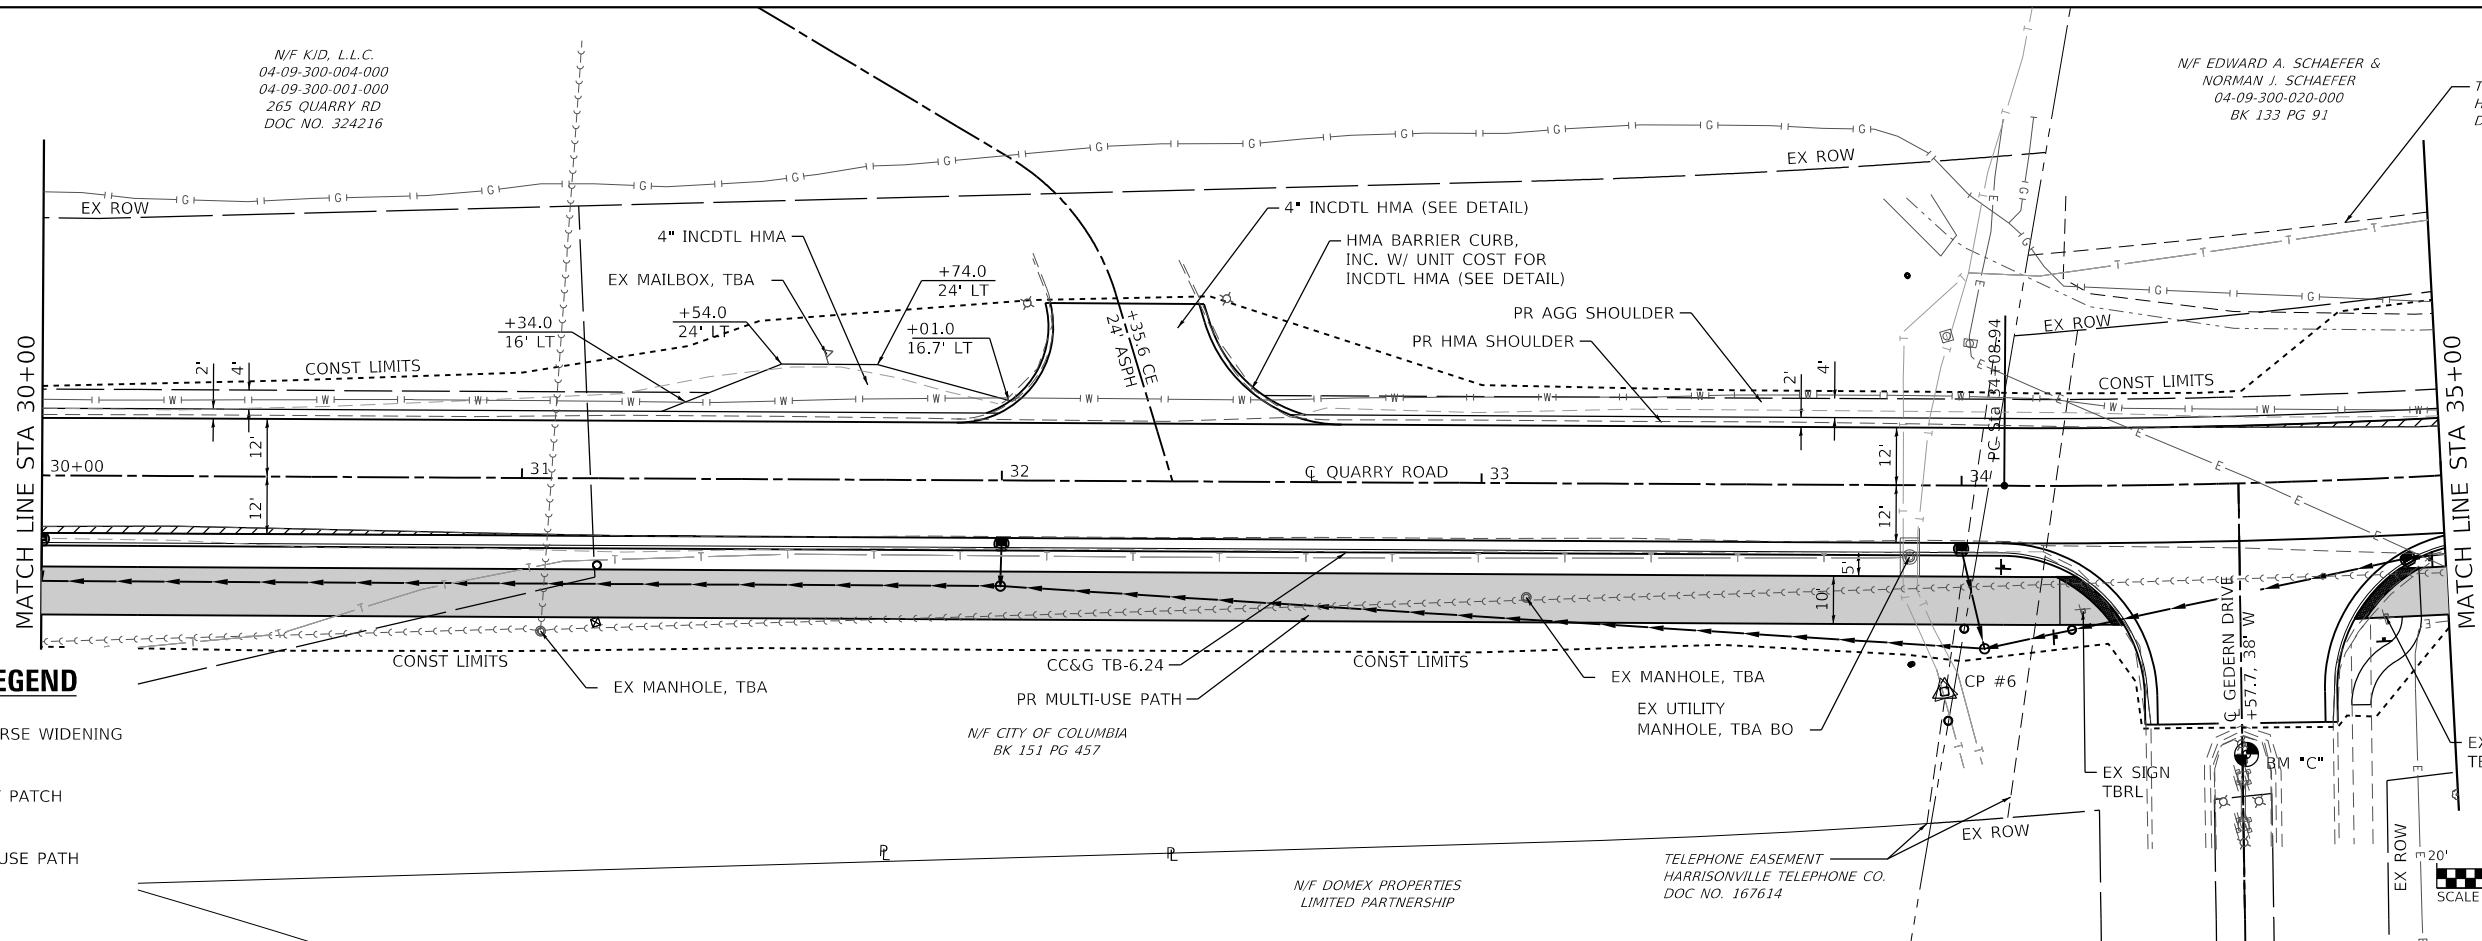 N/F KJD, L.L.C.
04-09-300-004-000
04-09-300-001-000
265 QUARRY RD
DOC NO. 324216
N/F EDWARD A. SCHAEFER &
NORMAN J. SCHAEFER
04-09-300-020-000
BK 133 PG 91
EX ROW
EX ROW
EX ROW
4" INCDTL HMA
EX MAILBOX, TBA
+74.0
24' LT
+54.0
24' LT
+34.0
16' LT
+01.0
16.7' LT
4" INCDTL HMA (SEE DETAIL)
HMA BARRIER CURB,
INC. W/ UNIT COST FOR
INCDTL HMA (SEE DETAIL)
+35.6 CE
24' ASPH
PR AGG SHOULDER
PR HMA SHOULDER
PC Sta 34+08.94
CONST LIMITS
CONST LIMITS
2'
4'
2'
4'
12'
12'
12'
12'
MATCH LINE STA 30+00
MATCH LINE STA 35+00
30+00
31
32
33
34
℄ QUARRY ROAD
5'
10'
℄ GEDERN DRIVE
+57.7, 38' W
CONST LIMITS
CONST LIMITS
EX MANHOLE, TBA
CC&G TB-6.24
PR MULTI-USE PATH
EX MANHOLE, TBA
EX UTILITY
MANHOLE, TBA BO
CP #6
N/F CITY OF COLUMBIA
BK 151 PG 457
EX SIGN
TBRL
BM "C"
EGEND
RSE WIDENING
PATCH
USE PATH
PL
PL
N/F DOMEX PROPERTIES
LIMITED PARTNERSHIP
TELEPHONE EASEMENT
HARRISONVILLE TELEPHONE CO.
DOC NO. 167614
EX ROW
EX ROW
20'
SCALE